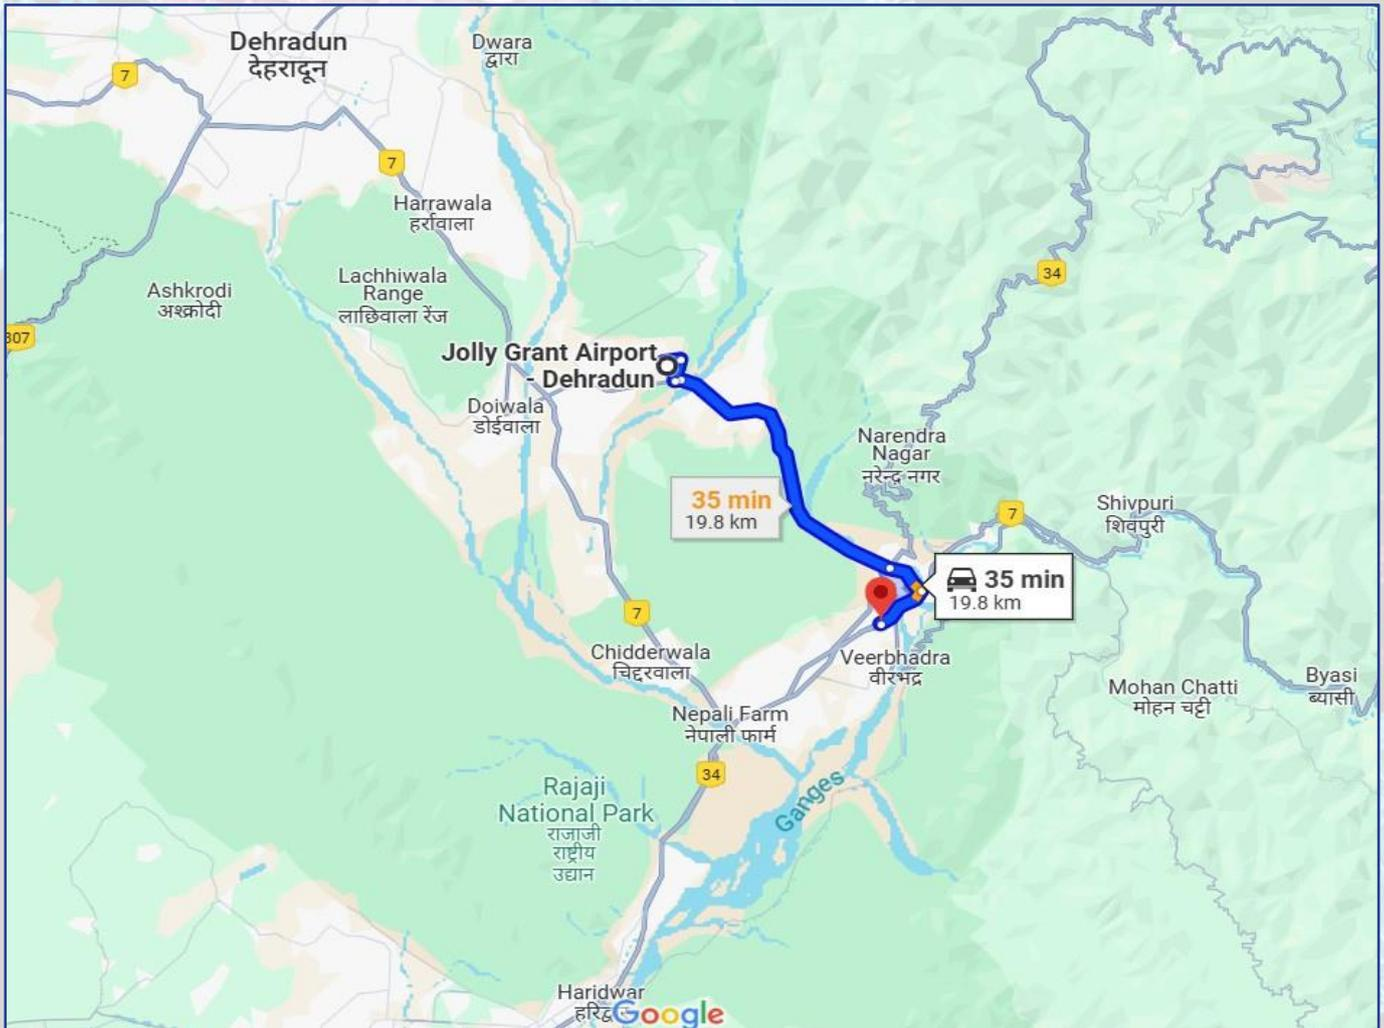 Dehradun
देहरादून
Dwara
द्वारा
7
7
Harrawala
हर्रावाला
Lachhiwala
Range
लाछिवाला रेंज
Ashkrodi
अश्क्रोदी
34
307
Jolly Grant Airport
- Dehradun
Doiwala
डोईवाला
Narendra
Nagar
नरेन्द्र नगर
35 min
19.8 km
Shivpuri
शिवपुरी
7
35 min
19.8 km
7
Chidderwala
चिद्दरवाला
Veerbhadra
वीरभद्र
Mohan Chatti
मोहन चट्टी
Byasi
ब्यासी
Nepali Farm
नेपाली फार्म
34
Ganges
Rajaji
National Park
राजाजी
राष्ट्रीय
उद्यान
Haridwar
Google